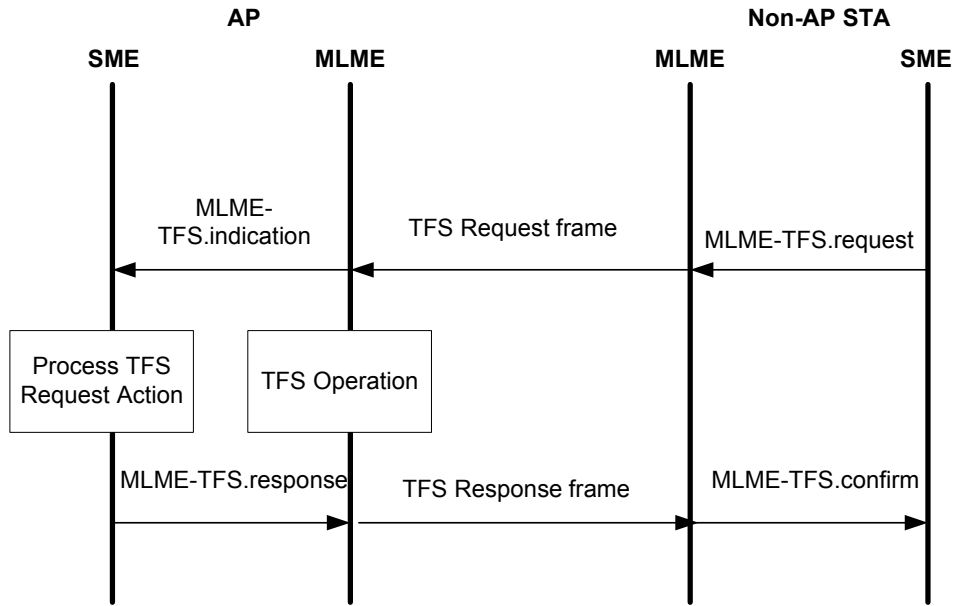 AP
Non-AP STA
SME
MLME
MLME
SME
MLME-
TFS.indication
TFS Request frame
MLME-TFS.request
Process TFS
Request Action
TFS Operation
MLME-TFS.response
TFS Response frame
MLME-TFS.confirm